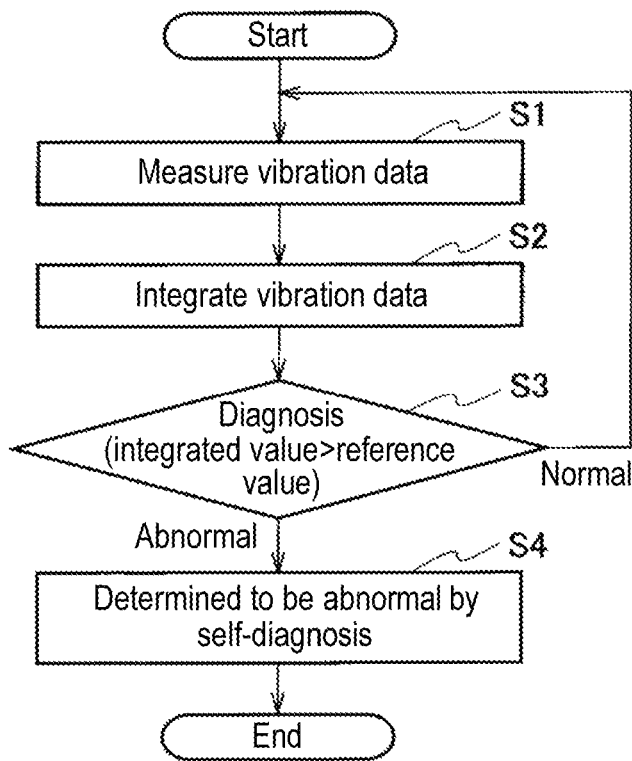 Start
S1
Measure vibration data
S2
Integrate vibration data
S3
Diagnosis
(integrated value>reference
value)
Normal
Abnormal
S4
Determined to be abnormal by
self-diagnosis
End